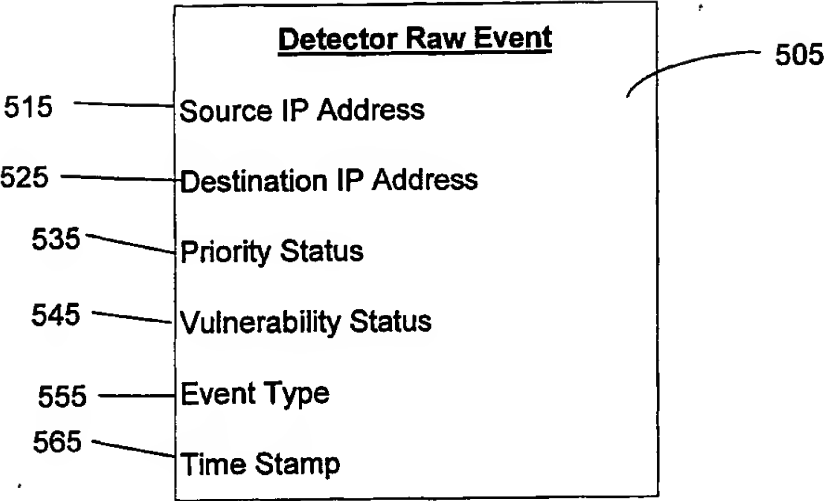 Detector Raw Event
505
515 Source IP Address
525 Destination IP Address
535 Priority Status
545 Vulnerability Status
555 Event Type
565 Time Stamp